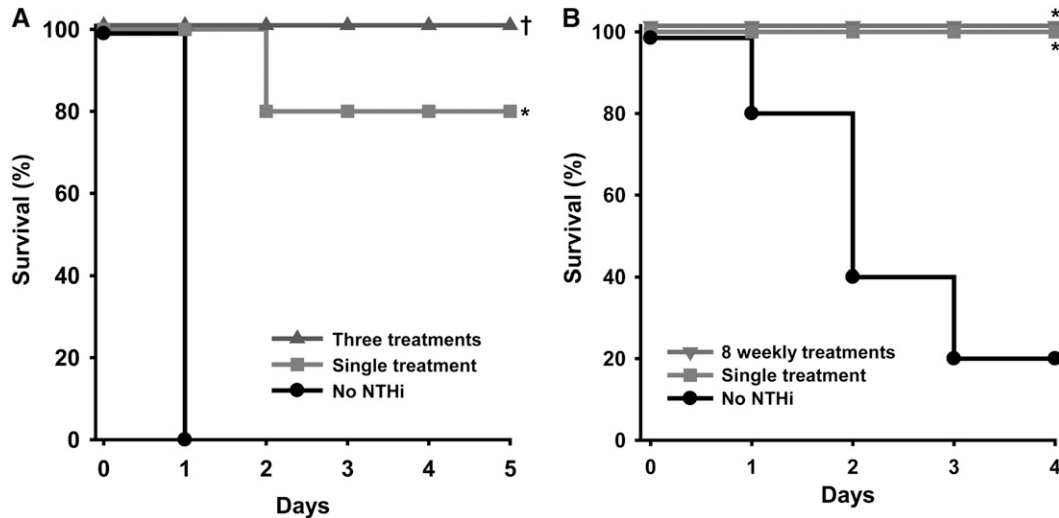 A
Survival (%)
100
80
60
40
20
0
†
*
Three treatments
Single treatment
No NTHi
0 1 2 3 4 5
Days
B
Survival (%)
100
80
60
40
20
0
*
*
8 weekly treatments
Single treatment
No NTHi
0 1 2 3 4
Days